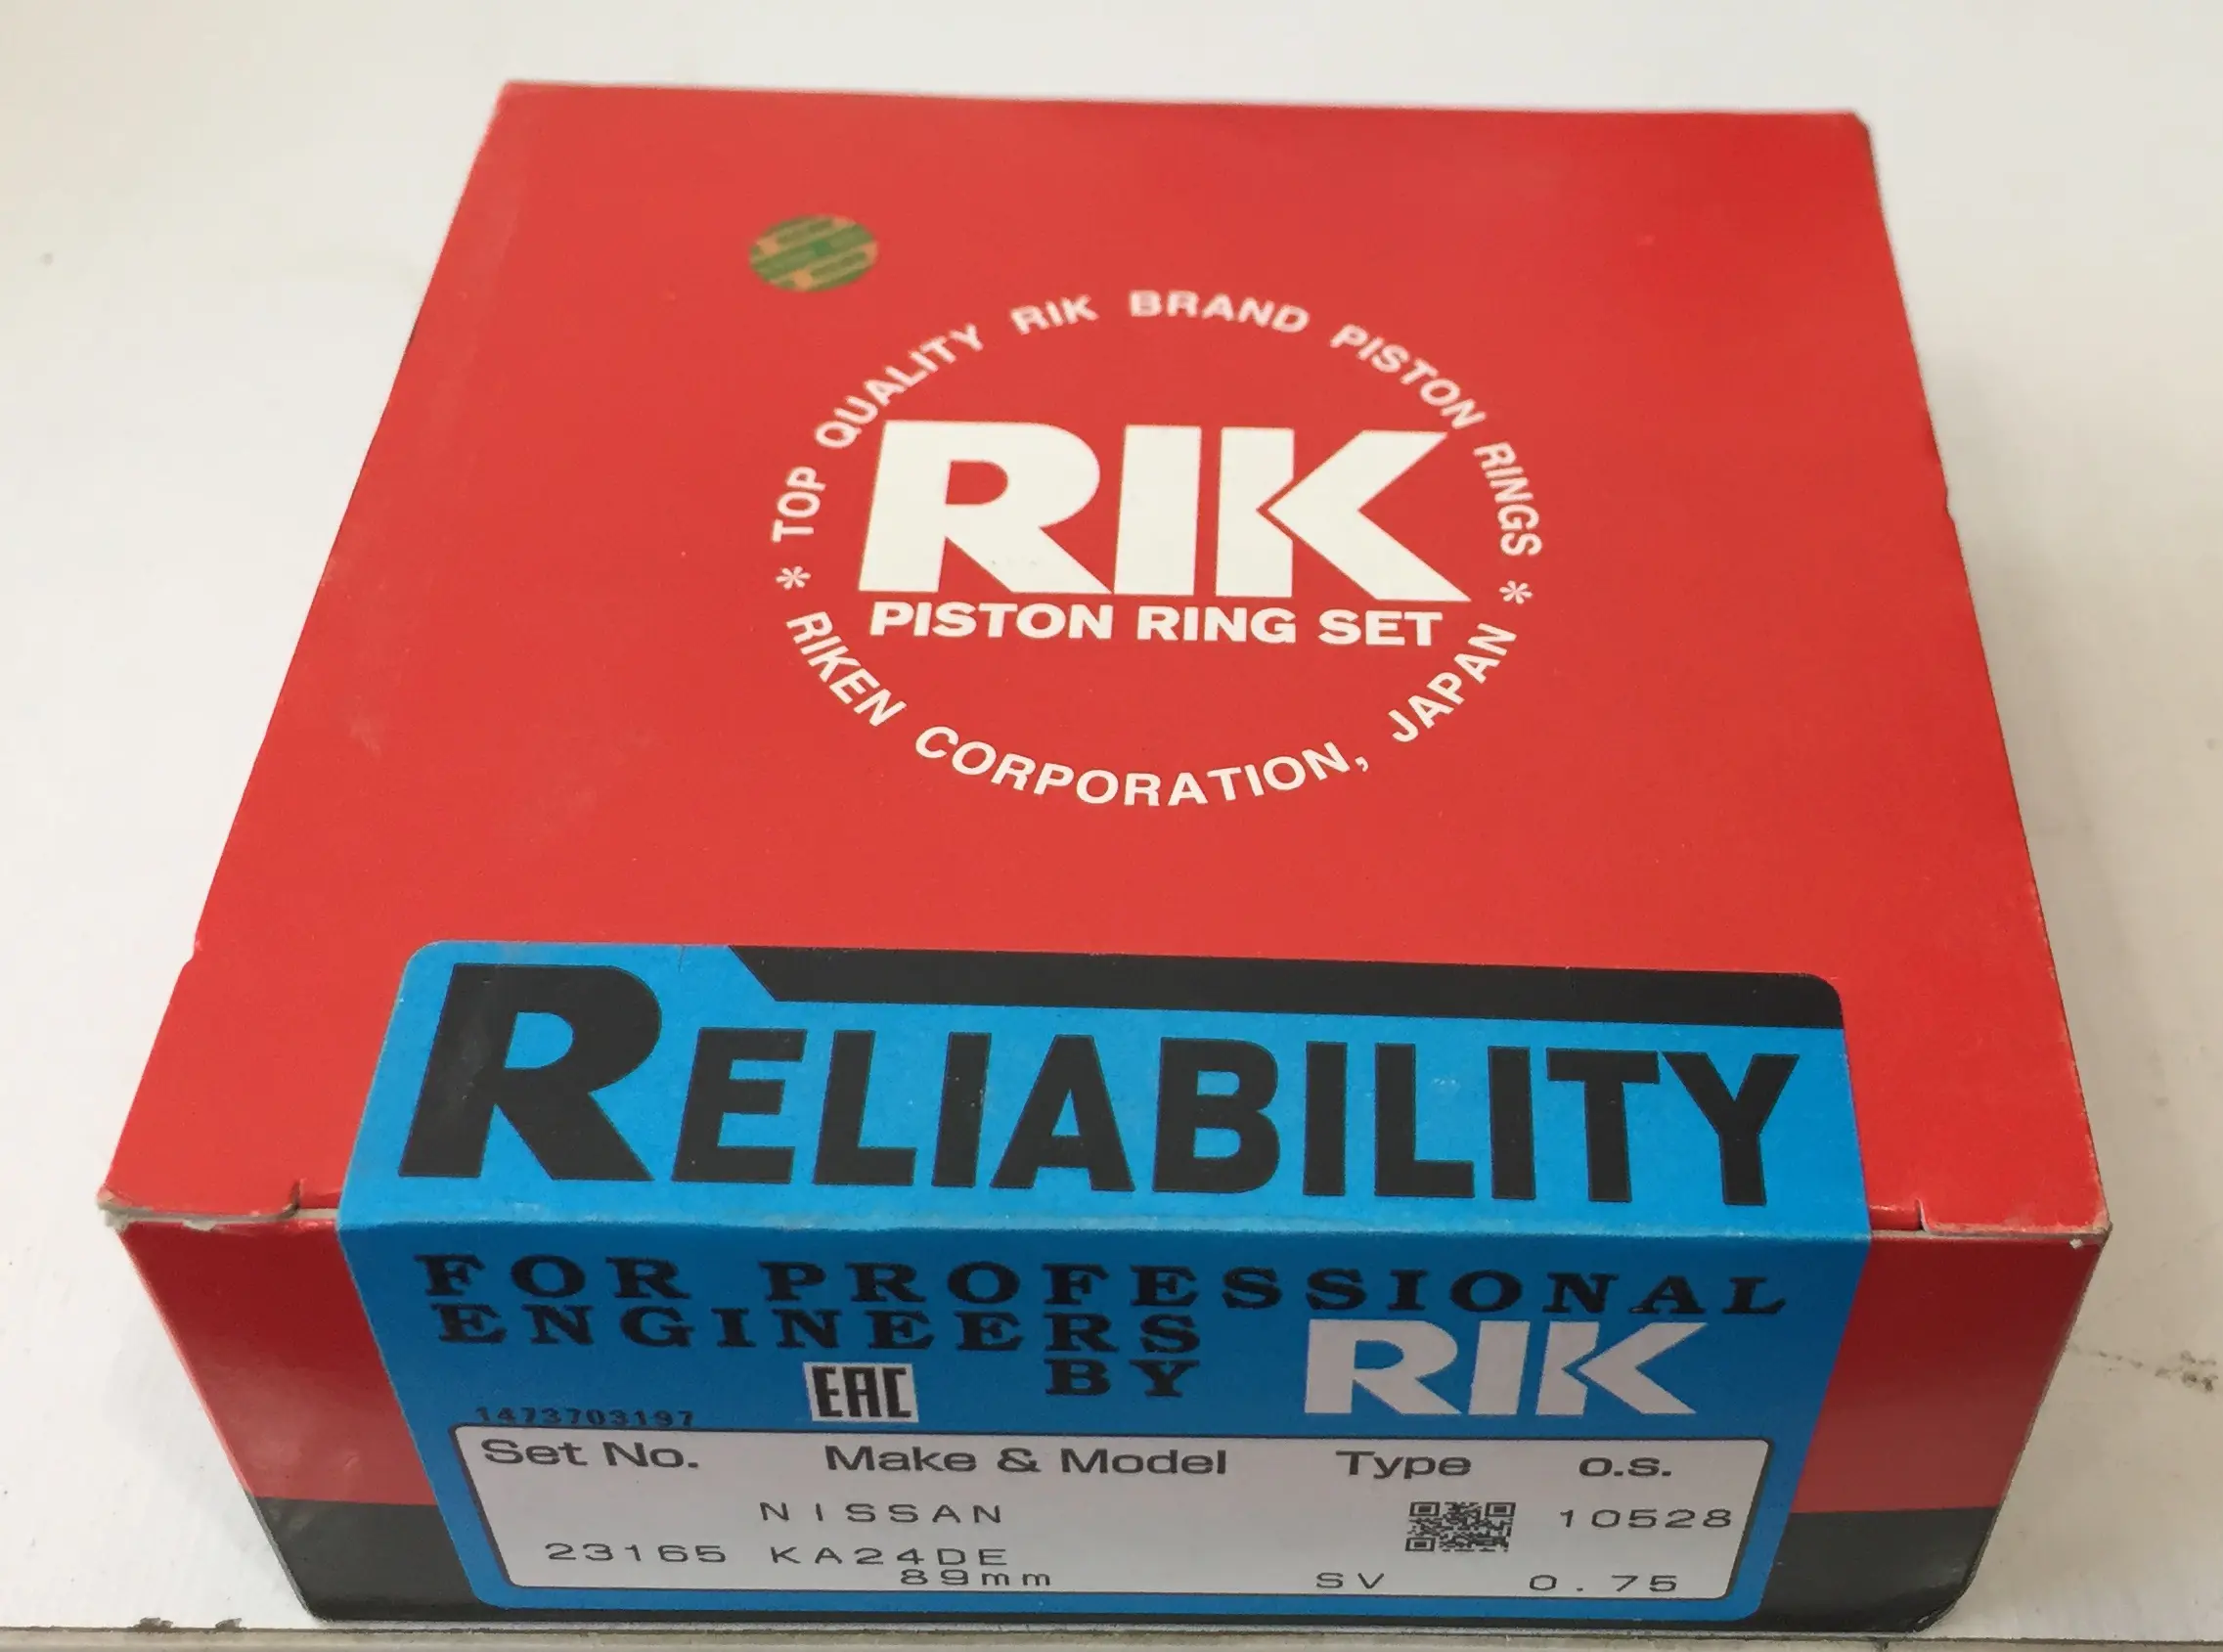 * TOP QUALITY RIK BRAND PISTON RINGS *
RIK
PISTON RING SET
RIKEN CORPORATION, JAPAN
RELIABILITY
FOR PROFESSIONAL
ENGINEERS
BY RIK
EAC
1473703197
Set No. Make & Model Type o.s.
NISSAN 10528
23165 KA24DE
89mm SV 0.75